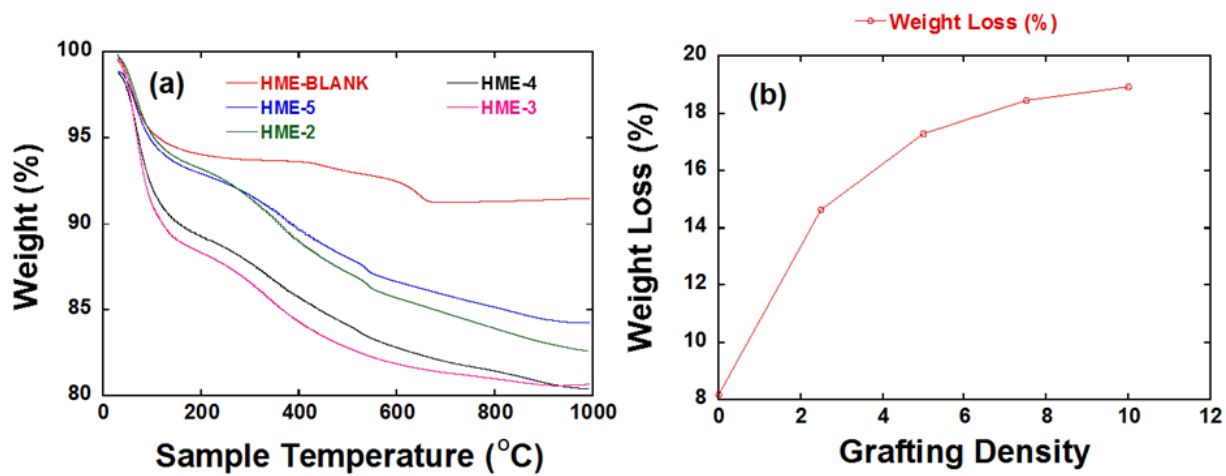 Weight Loss (%)
(a)
HME-BLANK
HME-4
HME-5
HME-3
HME-2
Weight (%)
100
95
90
85
80
0
200
400
600
800
1000
Sample Temperature (°C)
(b)
Weight Loss (%)
20
18
16
14
12
10
8
0
2
4
6
8
10
12
Grafting Density